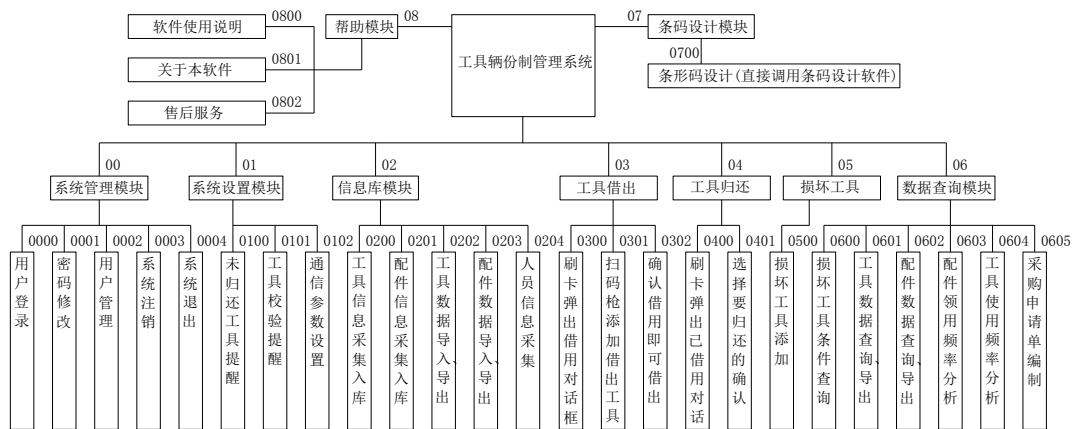 软件使用说明
0800
帮助模块
08
工具辆份制管理系统
07
条码设计模块
关于本软件
0801
0700
条形码设计(直接调用条码设计软件)
售后服务
0802
00
系统管理模块
01
系统设置模块
02
信息库模块
03
工具借出
04
工具归还
05
损坏工具
06
数据查询模块
0000
0001
0002
0003
0004
0100
0101
0102
0200
0201
0202
0203
0204
0300
0301
0302
0400
0401
0500
0600
0601
0602
0603
0604
0605
用户登录
密码修改
用户管理
系统注销
系统退出
未归还工具提醒
工具校验提醒
通信参数设置
工具信息采集入库
配件信息采集入库
工具数据导入、导出
配件数据导入、导出
人员信息采集
刷卡弹出借用对话框
扫码枪添加借出工具
确认借用即可借出
刷卡弹出已借用对话
选择要归还的确认
损坏工具添加
损坏工具条件查询
工具数据查询、导出
配件数据查询、导出
配件领用频率分析
工具使用频率分析
采购申请单编制